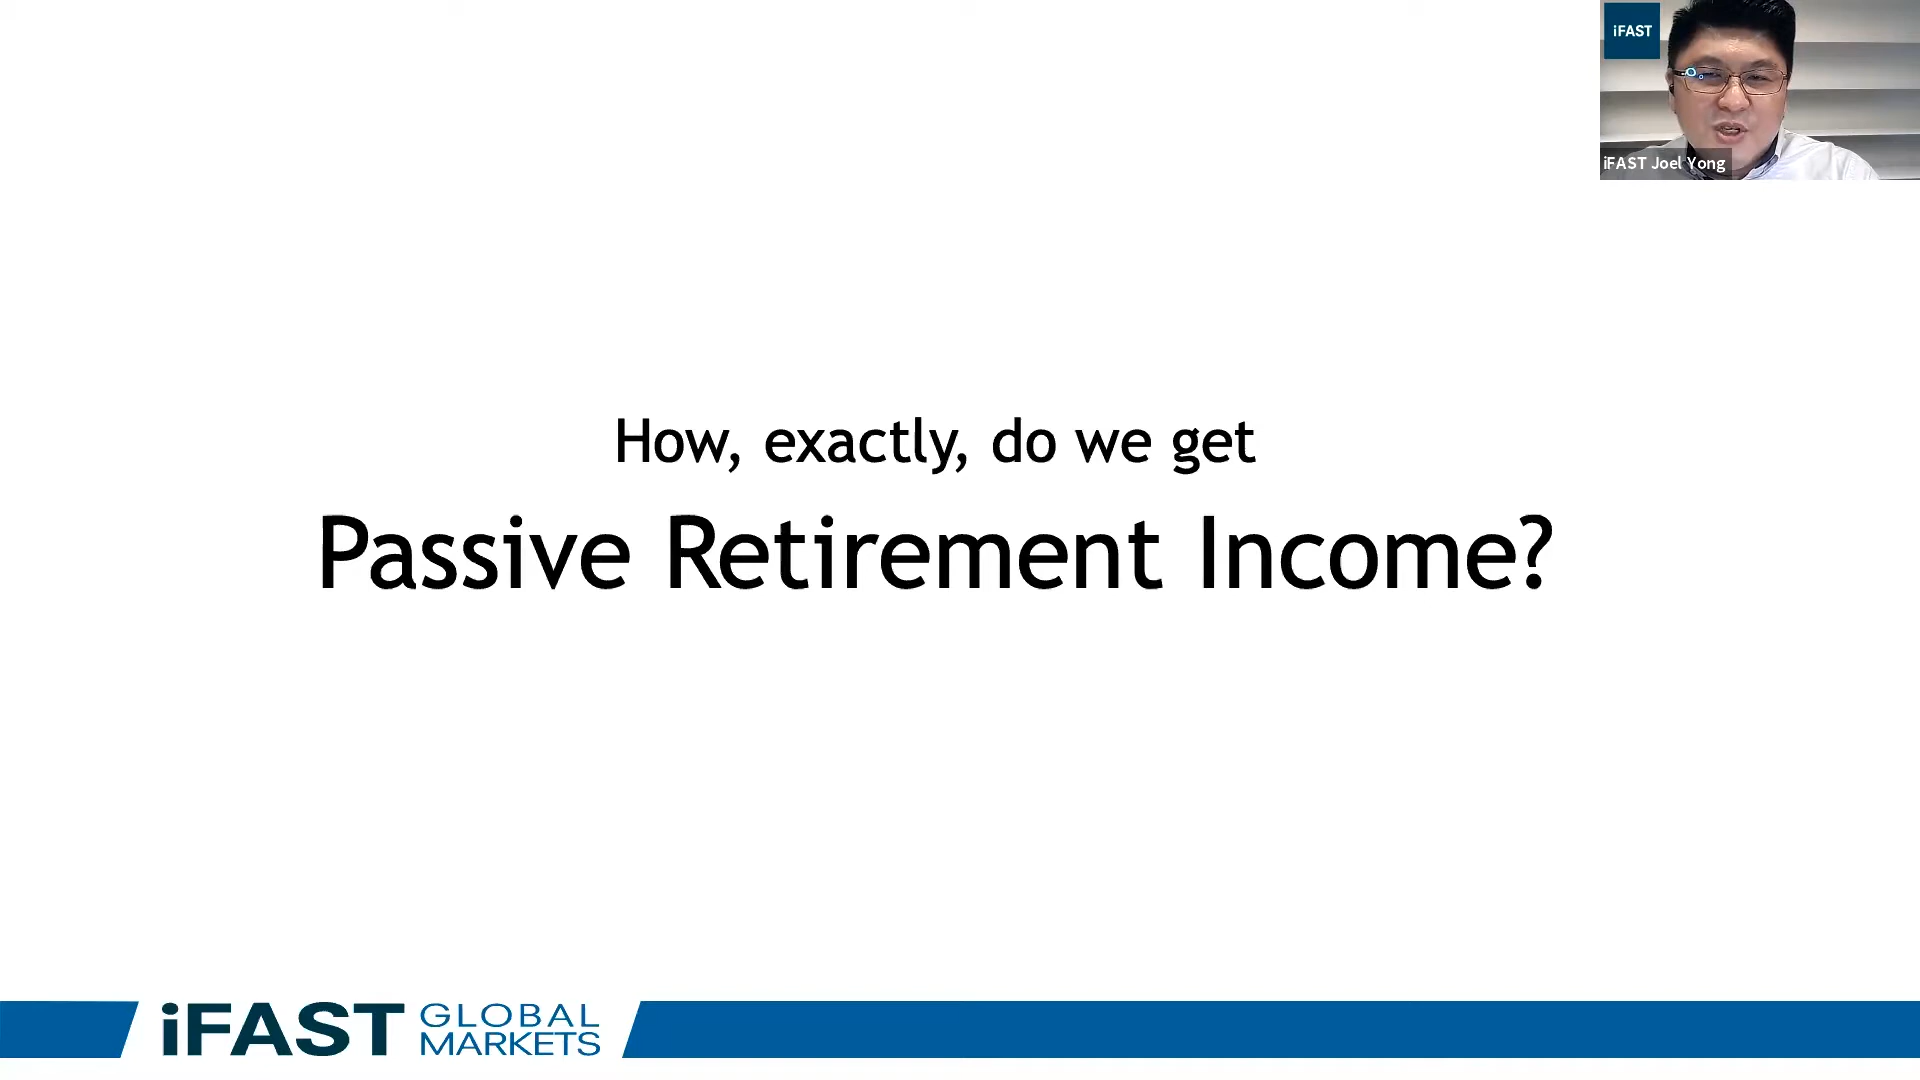 iFAST
iFAST Joel Yong
How, exactly, do we get
Passive Retirement Income?
iFAST GLOBAL
MARKETS